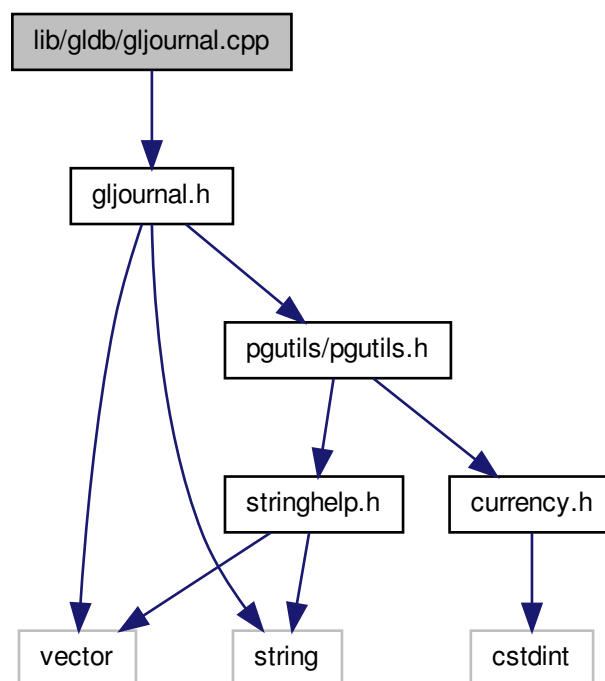 lib/gldb/gljournal.cpp
gljournal.h
pgutils/pgutils.h
stringhelp.h
currency.h
vector
string
cstdint